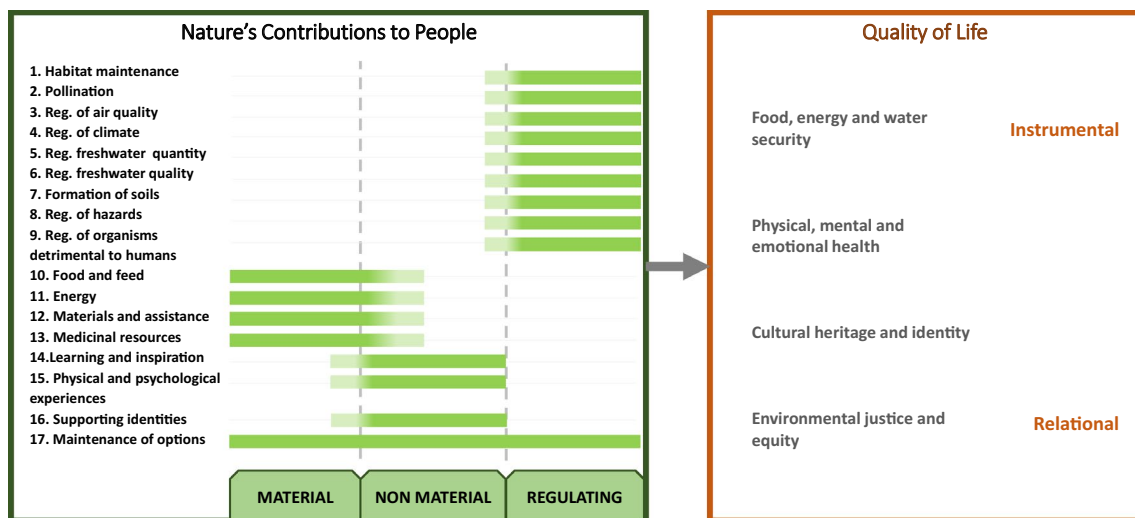 Nature's Contributions to People
1. Habitat maintenance
2. Pollination
3. Reg. of air quality
4. Reg. of climate
5. Reg. freshwater quantity
6. Reg. freshwater quality
7. Formation of soils
8. Reg. of hazards
9. Reg. of organisms
detrimental to humans
10. Food and feed
11. Energy
12. Materials and assistance
13. Medicinal resources
14.Learning and inspiration
15. Physical and psychological
experiences
16. Supporting identities
17. Maintenance of options
MATERIAL
NON MATERIAL
REGULATING
Quality of Life
Food, energy and water
security
Instrumental
Physical, mental and
emotional health
Cultural heritage and identity
Environmental justice and
equity
Relational